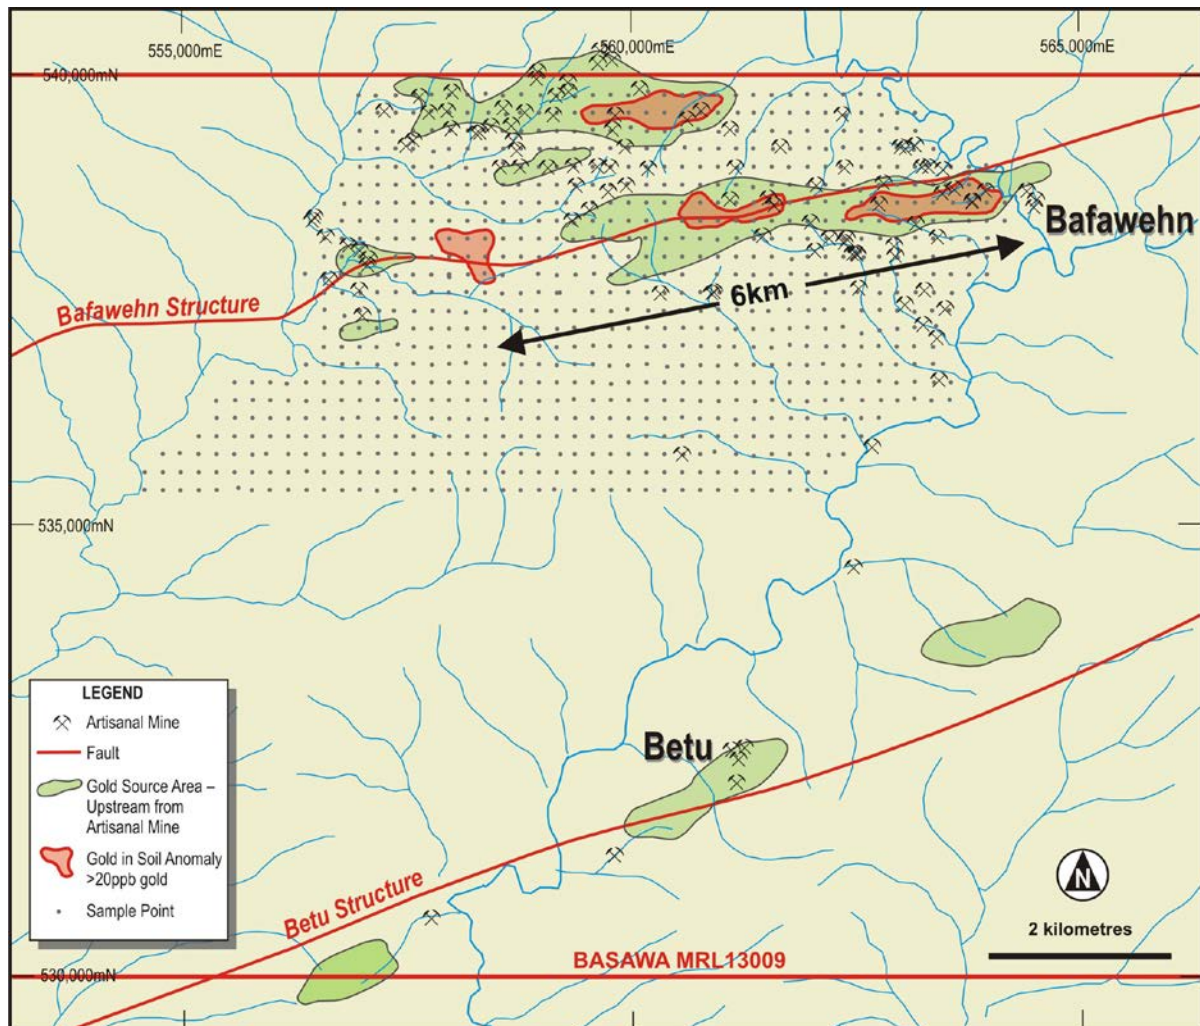 555,000mE
560,000mE
565,000mE
540,000mN
Bafawehn
6km
Bafawehn Structure
535,000mN
LEGEND
Artisanal Mine
Fault
Gold Source Area –
Upstream from
Artisanal Mine
Gold in Soil Anomaly
>20ppb gold
Sample Point
Betu
Betu Structure
N
2 kilometres
BASAWA MRL13009
530,000mN